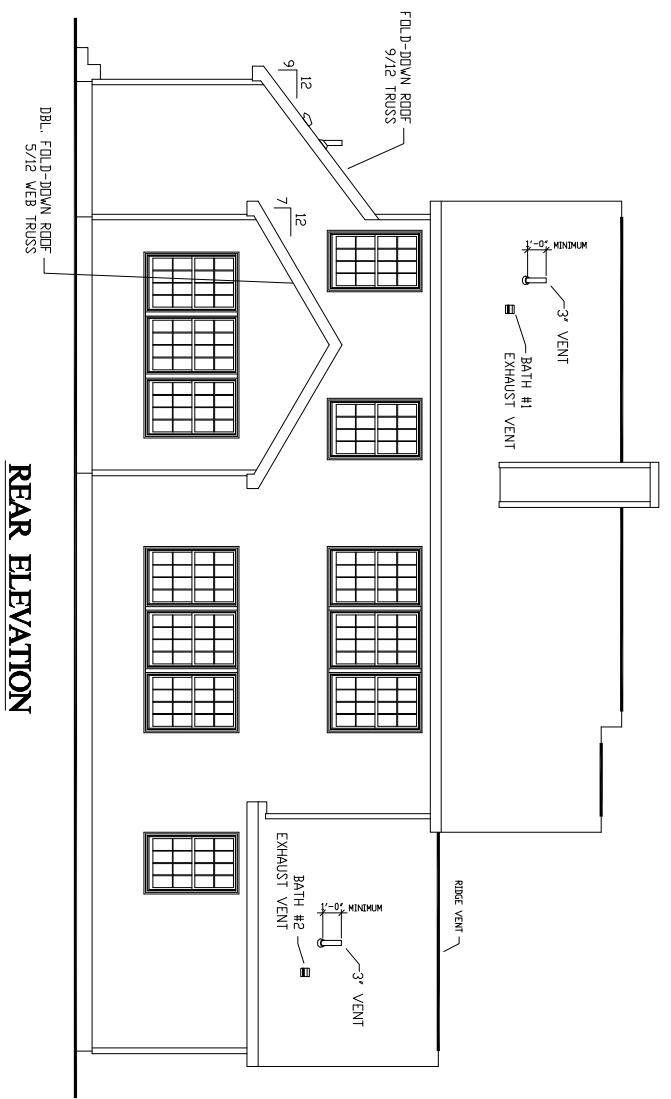 FOLD-DOWN ROOF
9/12 TRUSS
12
9
12
7
DBL. FOLD-DOWN ROOF
5/12 WEB TRUSS
1'-0" MINIMUM
3" VENT
BATH #1
EXHAUST VENT
RIDGE VENT
1'-0" MINIMUM
3" VENT
BATH #2
EXHAUST VENT
REAR ELEVATION